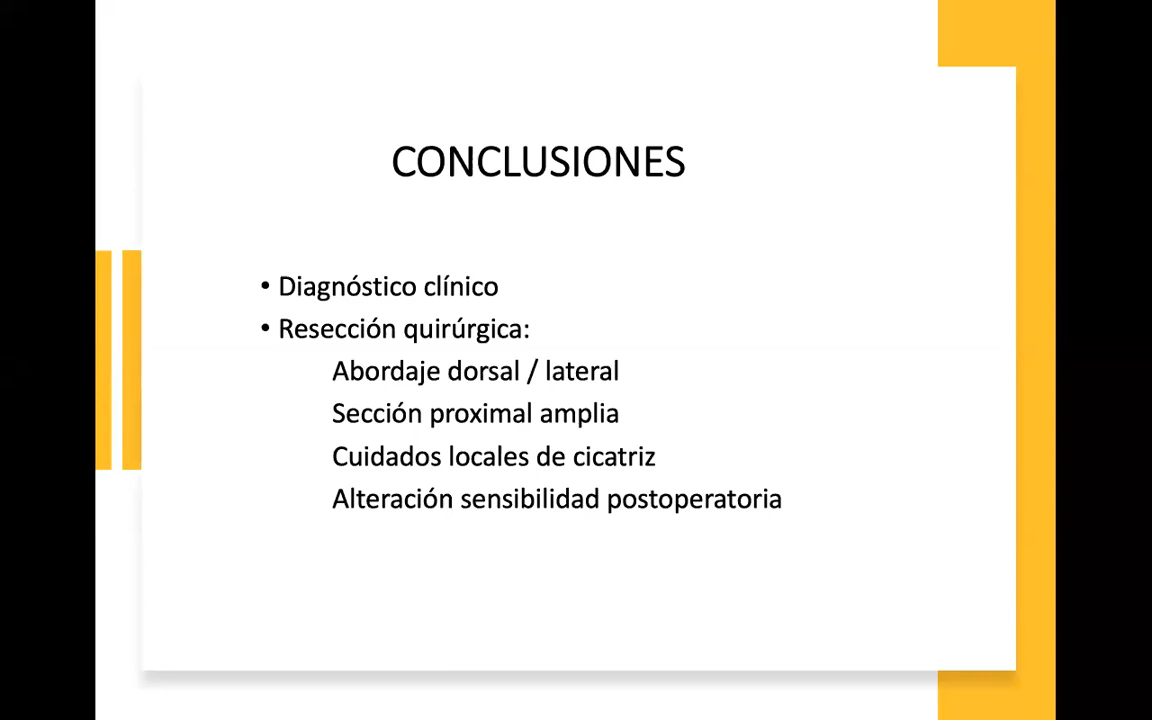 CONCLUSIONES
• Diagnóstico clínico
• Resección quirúrgica:
Abordaje dorsal / lateral
Sección proximal amplia
Cuidados locales de cicatriz
Alteración sensibilidad postoperatoria